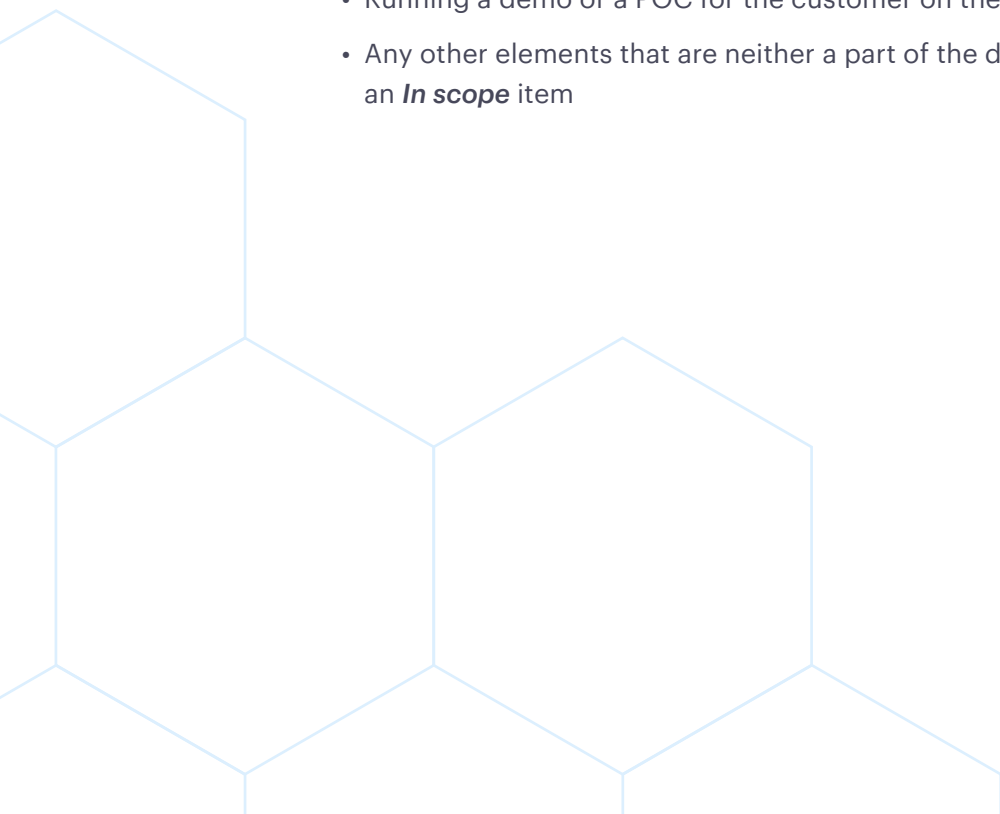 • Running a demo or a POC for the customer on the
• Any other elements that are neither a part of the d
an In scope item